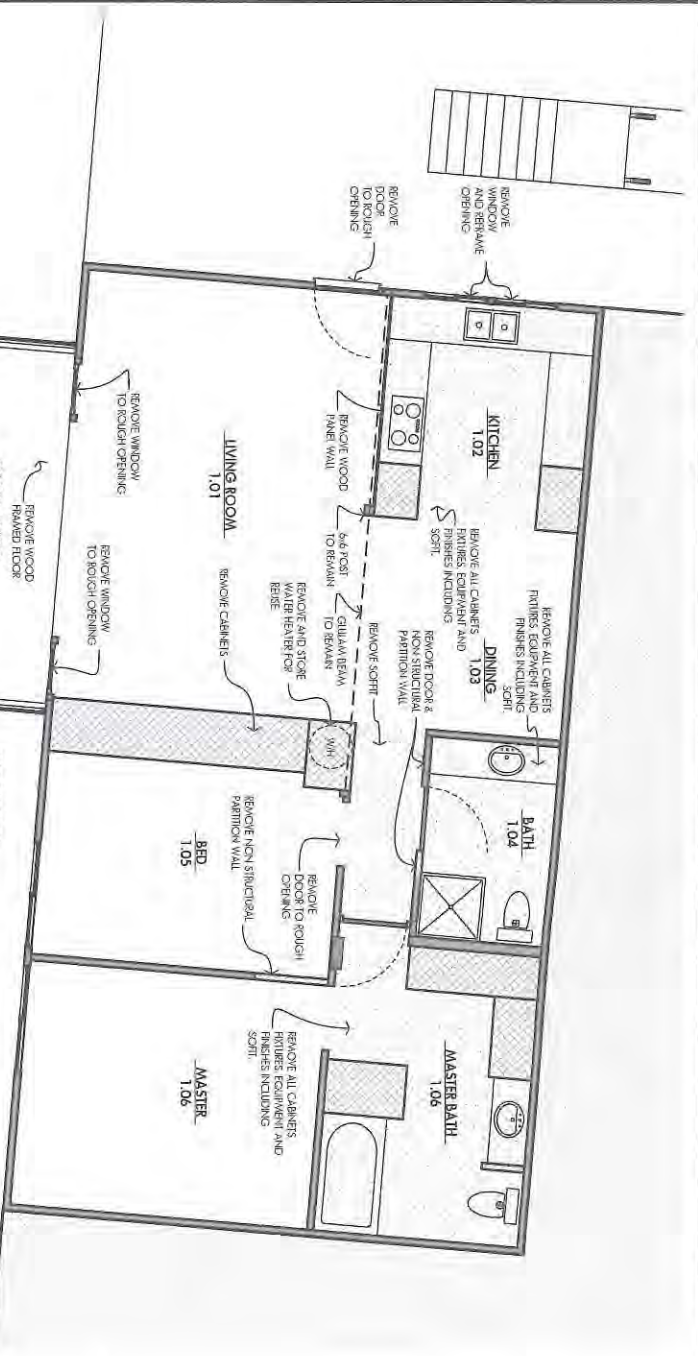 REMOVE
WINDOW
AND REFRAME
OPENING
REMOVE
DOOR
TO ROUGH
OPENING
KITCHEN
1.02
REMOVE WOOD
PANEL WALL
REMOVE ALL CABINETS
FIXTURES, EQUIPMENT AND
FINISHES INCLUDING
SOFIT.
DINING
1.03
REMOVE ALL CABINETS
FIXTURES, EQUIPMENT AND
FINISHES INCLUDING
SOFIT.
BATH
1.04
REMOVE DOOR &
NON-STRUCTURAL
PARTITION WALL
REMOVE SOFFIT
6x6 POST
TO REMAIN
GLULAM BEAM
TO REMAIN
REMOVE AND STORE
WATER HEATER FOR
REUSE
WH
LIVING ROOM
1.01
REMOVE CABINETS
REMOVE WINDOW
TO ROUGH OPENING
REMOVE WINDOW
TO ROUGH OPENING
REMOVE WOOD
FRAMED FLOOR
REMOVE
DOOR TO ROUGH
OPENING
BED
1.05
REMOVE NON STRUCTURAL
PARTITION WALL
MASTER BATH
1.06
REMOVE ALL CABINETS
FIXTURES, EQUIPMENT AND
FINISHES INCLUDING
SOFIT.
MASTER
1.06